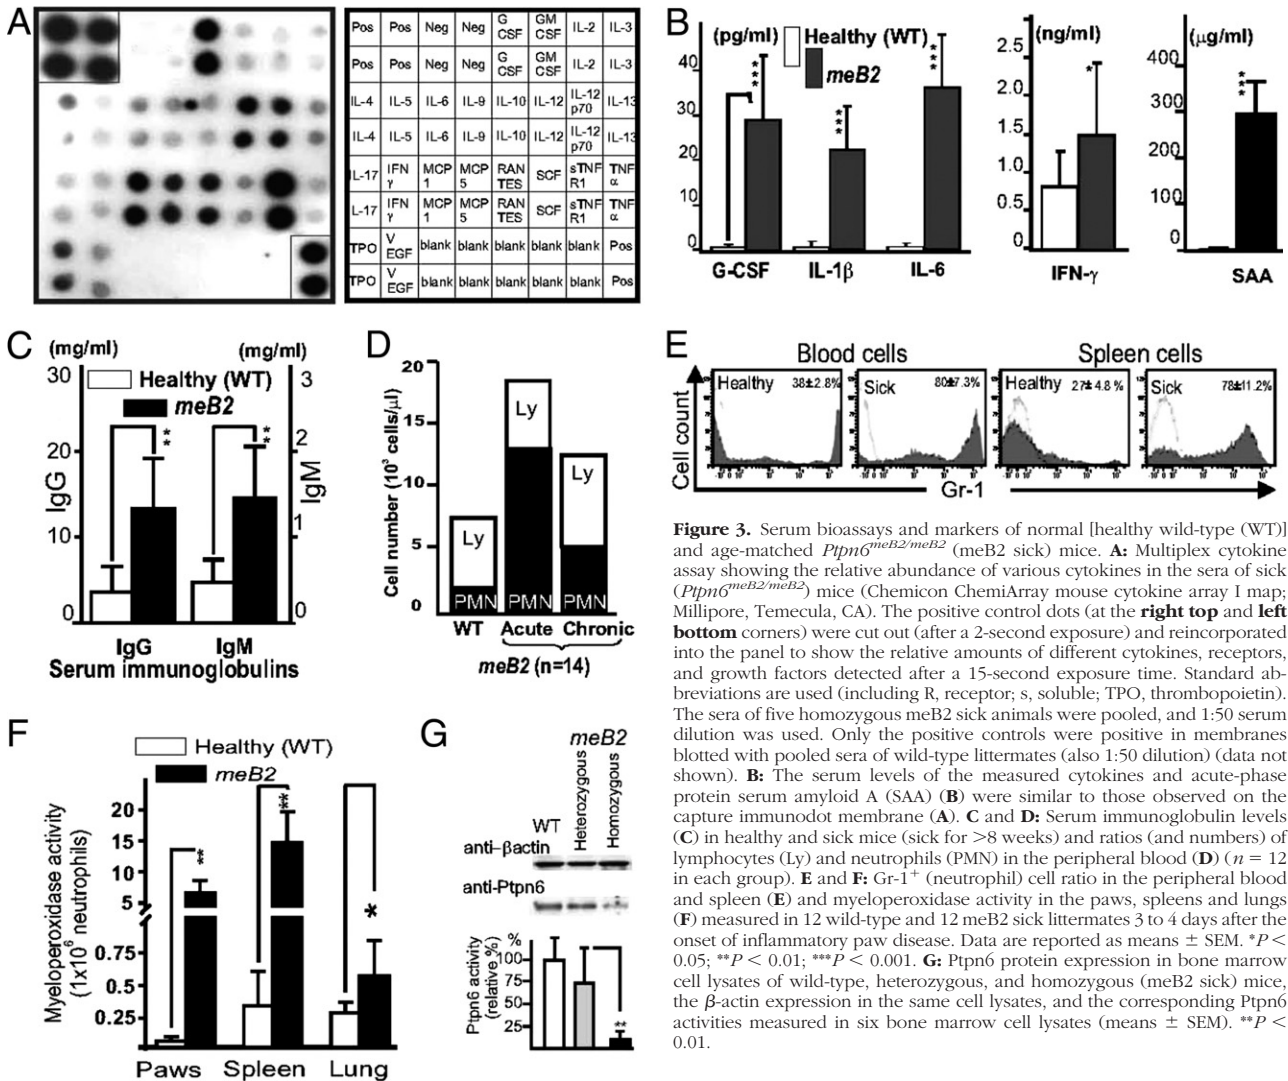 A
Pos Pos Neg Neg G CSF GM CSF IL-2 IL-3
Pos Pos Neg Neg G CSF GM CSF IL-2 IL-3
IL-4 IL-5 IL-6 IL-9 IL-10 IL-12 IL-12 p70 IL-13
IL-4 IL-5 IL-6 IL-9 IL-10 IL-12 IL-12 p70 IL-13
IL-17 IFN γ MCP 1 MCP 5 RAN TES SCF sTNF R1 TNF α
IL-17 IFN γ MCP 1 MCP 5 RAN TES SCF sTNF R1 TNF α
TPO V EGF blank blank blank blank blank Pos
TPO V EGF blank blank blank blank blank Pos
B
(pg/ml) Healthy (WT) (ng/ml) (μg/ml)
meB2
40
30
20
10
0
*** *** ***
G-CSF IL-1β IL-6
2.5
2.0
1.5
1.0
0.5
0
*
IFN-γ
400
300
200
100
0
***
SAA
C
(mg/ml) (mg/ml)
Healthy (WT)
meB2
30
20
10
0
IgG
3
2
1
0
IgM
** **
IgG IgM
Serum immunoglobulins
D
Cell number (10³ cells/μl)
20
15
10
5
0
Ly Ly Ly
PMN PMN PMN
WT Acute Chronic
meB2 (n=14)
E
Blood cells Spleen cells
Cell count
Healthy 38±2.8% Sick 80±7.3% Healthy 27±4.8% Sick 78±11.2%
Gr-1
F
Healthy (WT)
meB2
Myeloperoxidase activity
(1x10⁶ neutrophils)
20
15
10
5
0.75
0.50
0.25
** ** *
Paws Spleen Lung
G
meB2
WT Heterozygous Homozygous
anti-βactin
anti-Ptpn6
Ptpn6 activity
(relative %)
%
100
75
50
25
**
Figure 3. Serum bioassays and markers of normal [healthy wild-type (WT)]
and age-matched Ptpn6meB2/meB2 (meB2 sick) mice. A: Multiplex cytokine
assay showing the relative abundance of various cytokines in the sera of sick
(Ptpn6meB2/meB2) mice (Chemicon ChemiArray mouse cytokine array I map;
Millipore, Temecula, CA). The positive control dots (at the right top and left
bottom corners) were cut out (after a 2-second exposure) and reincorporated
into the panel to show the relative amounts of different cytokines, receptors,
and growth factors detected after a 15-second exposure time. Standard ab-
breviations are used (including R, receptor; s, soluble; TPO, thrombopoietin).
The sera of five homozygous meB2 sick animals were pooled, and 1:50 serum
dilution was used. Only the positive controls were positive in membranes
blotted with pooled sera of wild-type littermates (also 1:50 dilution) (data not
shown). B: The serum levels of the measured cytokines and acute-phase
protein serum amyloid A (SAA) (B) were similar to those observed on the
capture immunodot membrane (A). C and D: Serum immunoglobulin levels
(C) in healthy and sick mice (sick for >8 weeks) and ratios (and numbers) of
lymphocytes (Ly) and neutrophils (PMN) in the peripheral blood (D) (n = 12
in each group). E and F: Gr-1+ (neutrophil) cell ratio in the peripheral blood
and spleen (E) and myeloperoxidase activity in the paws, spleens and lungs
(F) measured in 12 wild-type and 12 meB2 sick littermates 3 to 4 days after the
onset of inflammatory paw disease. Data are reported as means ± SEM. *P <
0.05; **P < 0.01; ***P < 0.001. G: Ptpn6 protein expression in bone marrow
cell lysates of wild-type, heterozygous, and homozygous (meB2 sick) mice,
the β-actin expression in the same cell lysates, and the corresponding Ptpn6
activities measured in six bone marrow cell lysates (means ± SEM). **P <
0.01.